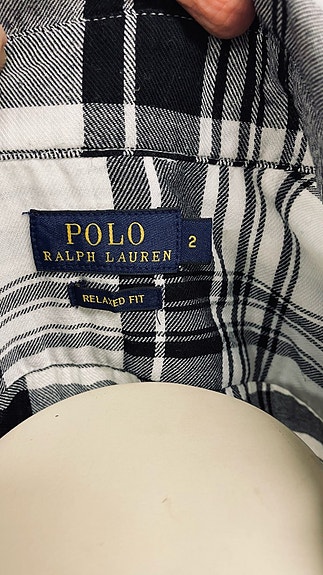 POLO
RALPH LAUREN
2
RELAXED FIT